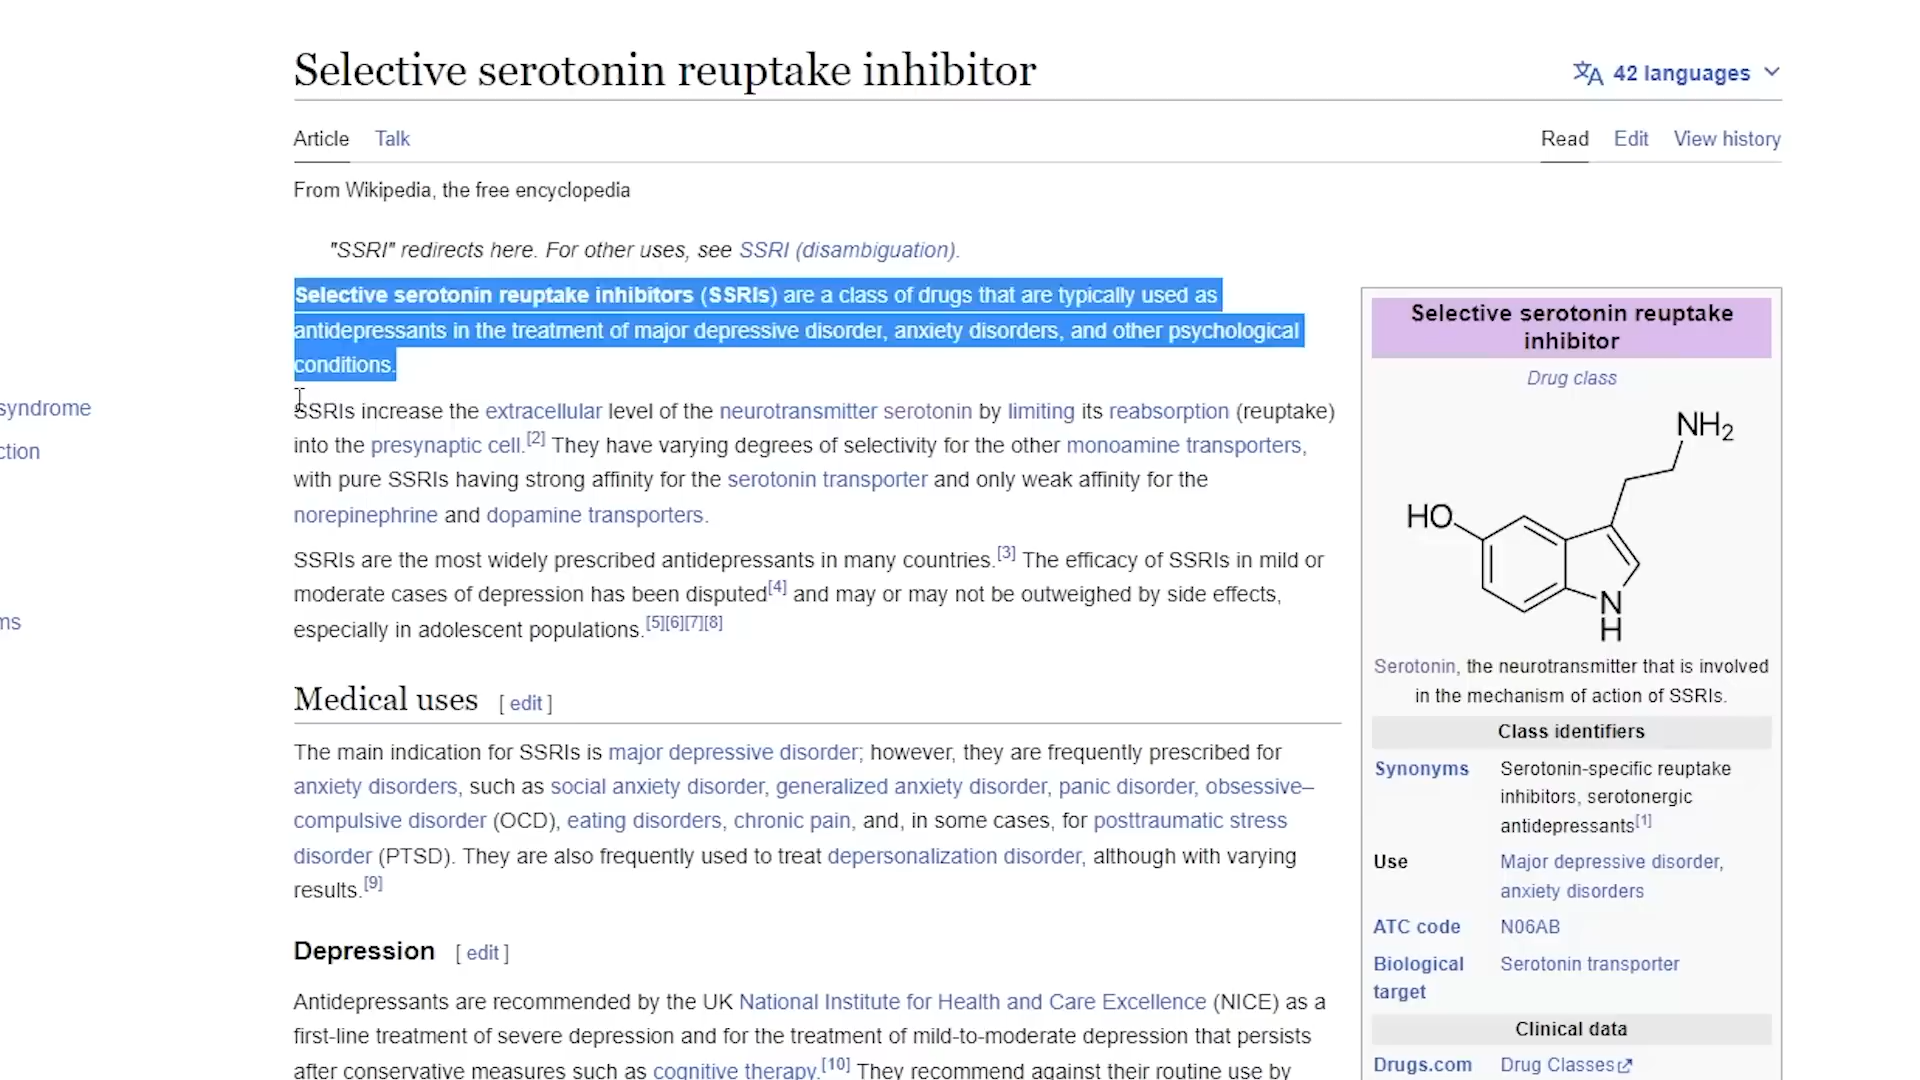 Selective serotonin reuptake inhibitor
42 languages
Article Talk
Read Edit View history
From Wikipedia, the free encyclopedia
"SSRI" redirects here. For other uses, see SSRI (disambiguation).
Selective serotonin reuptake inhibitors (SSRIs) are a class of drugs that are typically used as
antidepressants in the treatment of major depressive disorder, anxiety disorders, and other psychological
conditions.
SSRIs increase the extracellular level of the neurotransmitter serotonin by limiting its reabsorption (reuptake)
into the presynaptic cell.[2] They have varying degrees of selectivity for the other monoamine transporters,
with pure SSRIs having strong affinity for the serotonin transporter and only weak affinity for the
norepinephrine and dopamine transporters.
SSRIs are the most widely prescribed antidepressants in many countries.[3] The efficacy of SSRIs in mild or
moderate cases of depression has been disputed[4] and may or may not be outweighed by side effects,
especially in adolescent populations.[5][6][7][8]
Medical uses [ edit ]
The main indication for SSRIs is major depressive disorder; however, they are frequently prescribed for
anxiety disorders, such as social anxiety disorder, generalized anxiety disorder, panic disorder, obsessive–
compulsive disorder (OCD), eating disorders, chronic pain, and, in some cases, for posttraumatic stress
disorder (PTSD). They are also frequently used to treat depersonalization disorder, although with varying
results.[9]
Depression [ edit ]
Antidepressants are recommended by the UK National Institute for Health and Care Excellence (NICE) as a
first-line treatment of severe depression and for the treatment of mild-to-moderate depression that persists
after conservative measures such as cognitive therapy.[10] They recommend against their routine use by
syndrome
ction
ms
Selective serotonin reuptake
inhibitor
Drug class
NH2
HO
N
H
Serotonin, the neurotransmitter that is involved
in the mechanism of action of SSRIs.
Class identifiers
Synonyms Serotonin-specific reuptake
inhibitors, serotonergic
antidepressants[1]
Use Major depressive disorder,
anxiety disorders
ATC code N06AB
Biological Serotonin transporter
target
Clinical data
Drugs.com Drug Classes